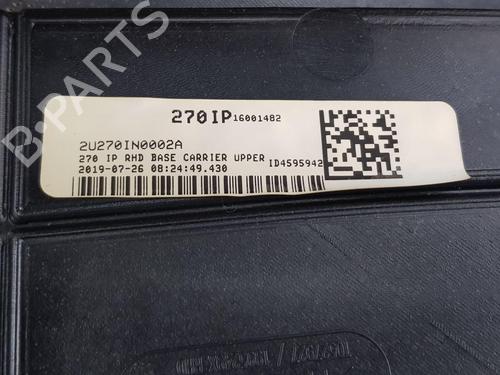 270IP16001482
2U270IN0002A
270 IP RHD BASE CARRIER UPPER ID4595942
2019-07-26 08:24:49.430
B-PARTS